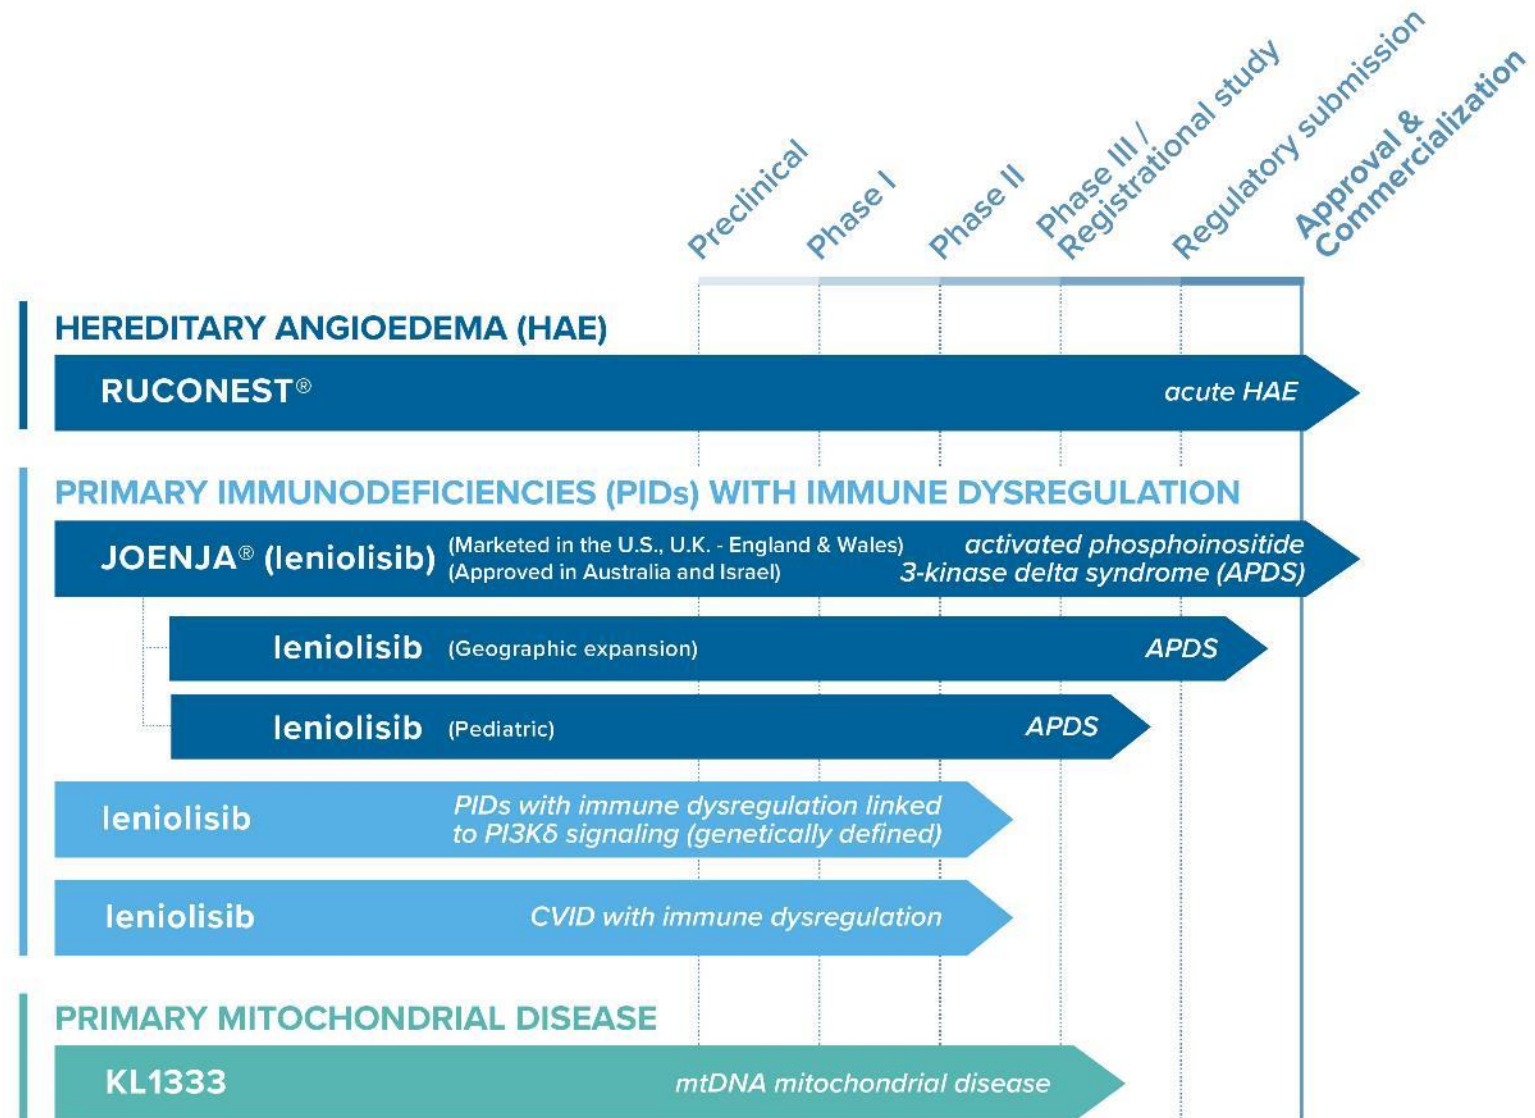 Preclinical
Phase I
Phase II
Phase III /
Registrational study
Regulatory submission
Approval &
Commercialization
HEREDITARY ANGIOEDEMA (HAE)
RUCONEST® acute HAE
PRIMARY IMMUNODEFICIENCIES (PIDs) WITH IMMUNE DYSREGULATION
JOENJA® (leniolisib)
(Marketed in the U.S., U.K. - England & Wales)
(Approved in Australia and Israel)
activated phosphoinositide
3-kinase delta syndrome (APDS)
leniolisib (Geographic expansion) APDS
leniolisib (Pediatric) APDS
leniolisib
PIDs with immune dysregulation linked
to PI3Kδ signaling (genetically defined)
leniolisib CVID with immune dysregulation
PRIMARY MITOCHONDRIAL DISEASE
KL1333 mtDNA mitochondrial disease